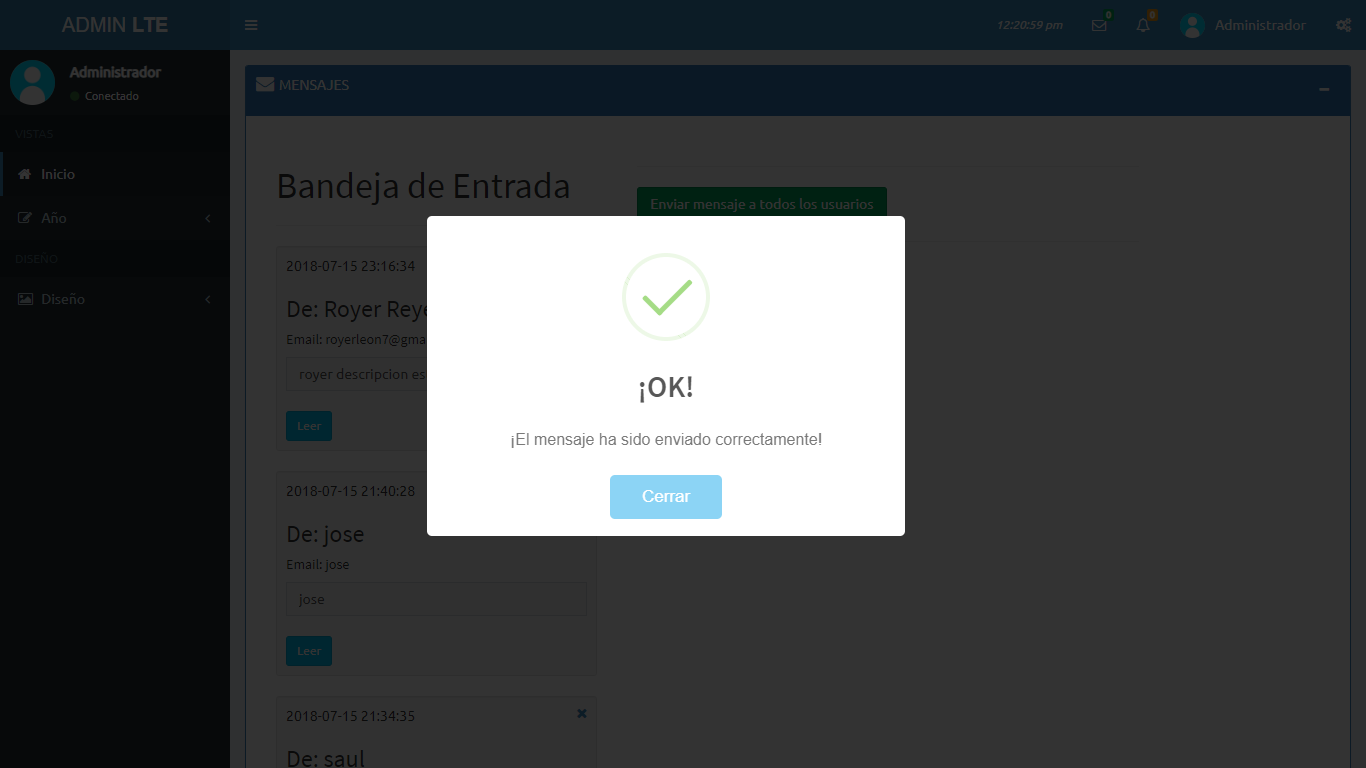 ADMIN LTE
12:20:59 pm
0
0
Administrador
Administrador
Conectado
VISTAS
Inicio
Año
DISEÑO
Diseño
MENSAJES
Bandeja de Entrada
Enviar mensaje a todos los usuarios
2018-07-15 23:16:34
De: Royer Reye
Email: royerleon7@gma
royer descripcion es
Leer
2018-07-15 21:40:28
De: jose
Email: jose
jose
Leer
2018-07-15 21:34:35
De: saul
¡OK!
¡El mensaje ha sido enviado correctamente!
Cerrar